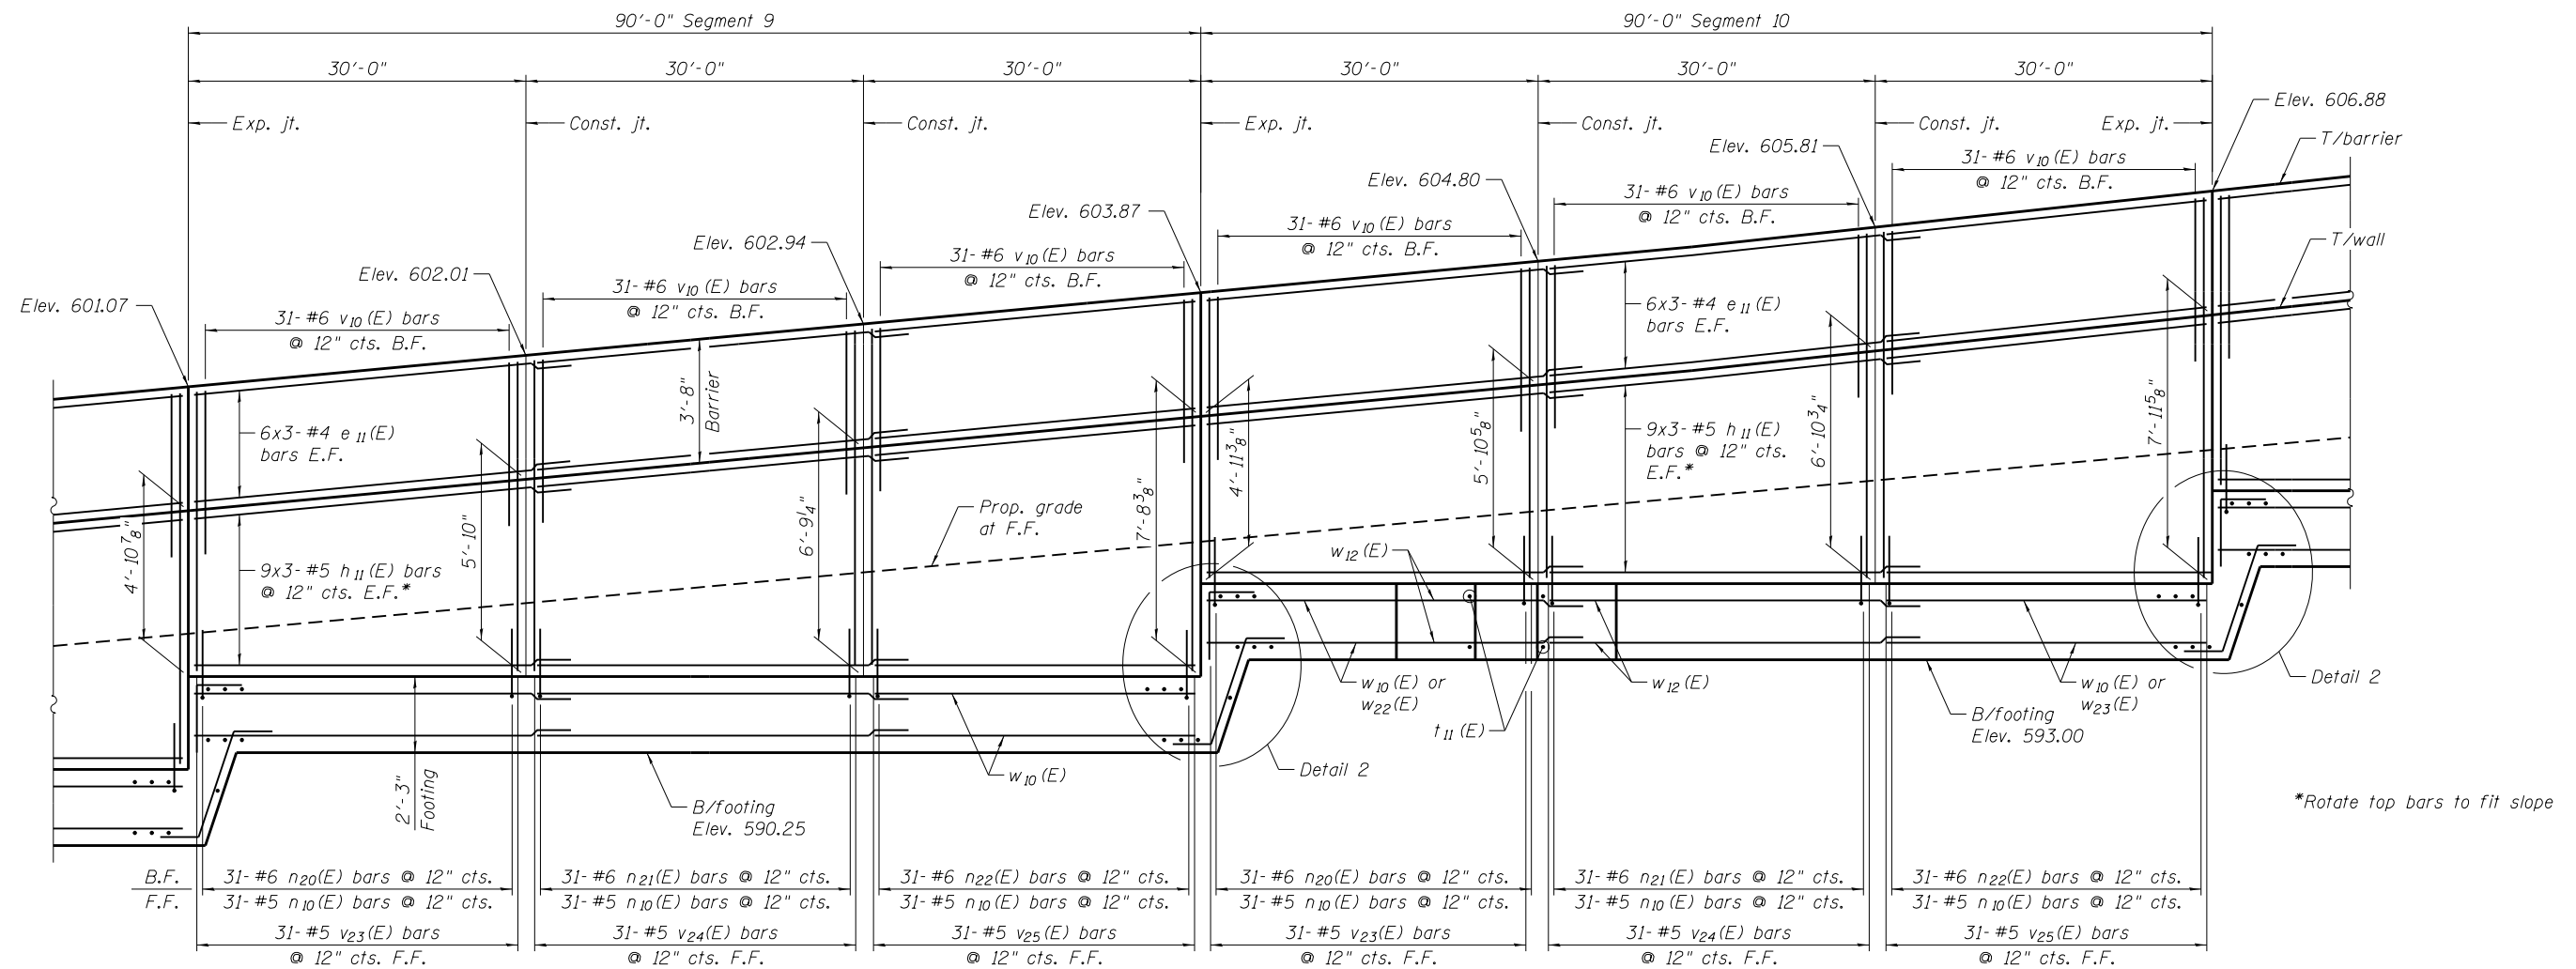 90'-0" Segment 9
90'-0" Segment 10
30'-0"
30'-0"
30'-0"
30'-0"
30'-0"
30'-0"
Exp. jt.
Const. jt.
Const. jt.
Exp. jt.
Const. jt.
Const. jt.
Exp. jt.
Elev. 606.88
T/barrier
Elev. 605.81
31-#6 v10(E) bars
@ 12" cts. B.F.
Elev. 604.80
31-#6 v10(E) bars
@ 12" cts. B.F.
Elev. 603.87
31-#6 v10(E) bars
@ 12" cts. B.F.
T/wall
Elev. 602.94
31-#6 v10(E) bars
@ 12" cts. B.F.
Elev. 602.01
31-#6 v10(E) bars
@ 12" cts. B.F.
Elev. 601.07
31-#6 v10(E) bars
@ 12" cts. B.F.
6x3-#4 e11(E)
bars E.F.
3'-8"
Barrier
6x3-#4 e11(E)
bars E.F.
9x3-#5 h11(E)
bars @ 12" cts.
E.F.*
4'-10 7/8"
5'-10"
6'-9 1/4"
7'-8 3/8"
4'-11 3/8"
5'-10 5/8"
6'-10 3/4"
7'-11 5/8"
Prop. grade
at F.F.
9x3-#5 h11(E) bars
@ 12" cts. E.F.*
w12(E)
w10(E) or
w22(E)
w12(E)
w10(E) or
w23(E)
Detail 2
t11(E)
B/footing
Elev. 593.00
Detail 2
w10(E)
2'-3"
Footing
B/footing
Elev. 590.25
*Rotate top bars to fit slope
B.F.
F.F.
31-#6 n20(E) bars @ 12" cts.
31-#5 n10(E) bars @ 12" cts.
31-#6 n21(E) bars @ 12" cts.
31-#5 n10(E) bars @ 12" cts.
31-#6 n22(E) bars @ 12" cts.
31-#5 n10(E) bars @ 12" cts.
31-#6 n20(E) bars @ 12" cts.
31-#5 n10(E) bars @ 12" cts.
31-#6 n21(E) bars @ 12" cts.
31-#5 n10(E) bars @ 12" cts.
31-#6 n22(E) bars @ 12" cts.
31-#5 n10(E) bars @ 12" cts.
31-#5 v23(E) bars
@ 12" cts. F.F.
31-#5 v24(E) bars
@ 12" cts. F.F.
31-#5 v25(E) bars
@ 12" cts. F.F.
31-#5 v23(E) bars
@ 12" cts. F.F.
31-#5 v24(E) bars
@ 12" cts. F.F.
31-#5 v25(E) bars
@ 12" cts. F.F.